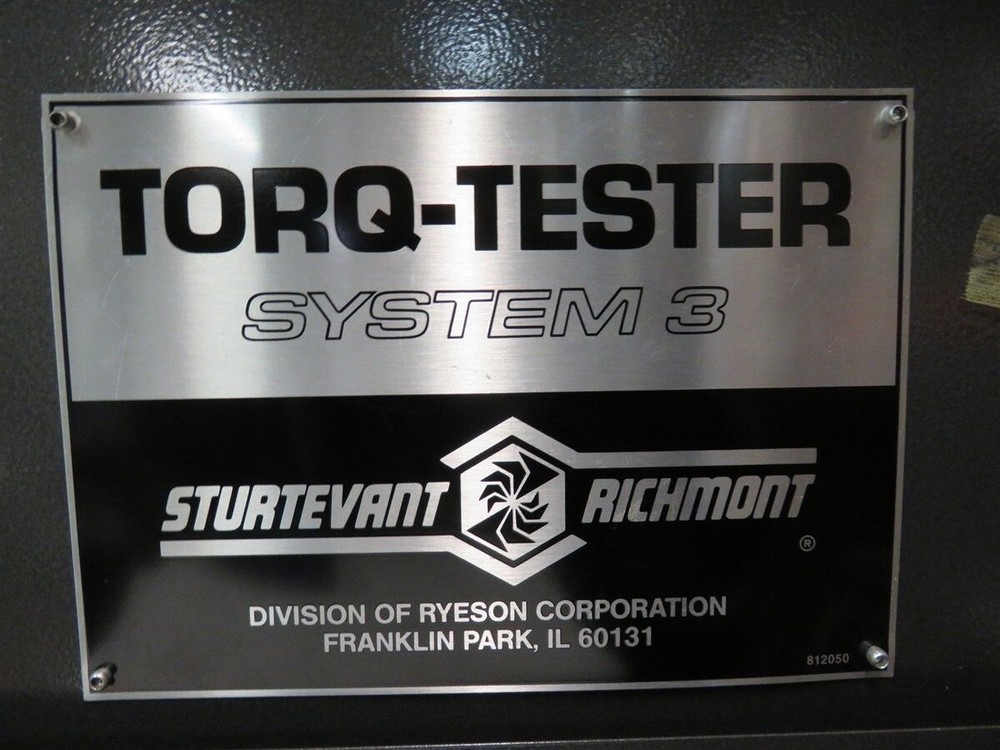 TORQ-TESTER
SYSTEM 3
STURTEVANT RICHMONT
®
DIVISION OF RYESON CORPORATION
FRANKLIN PARK, IL 60131
812050